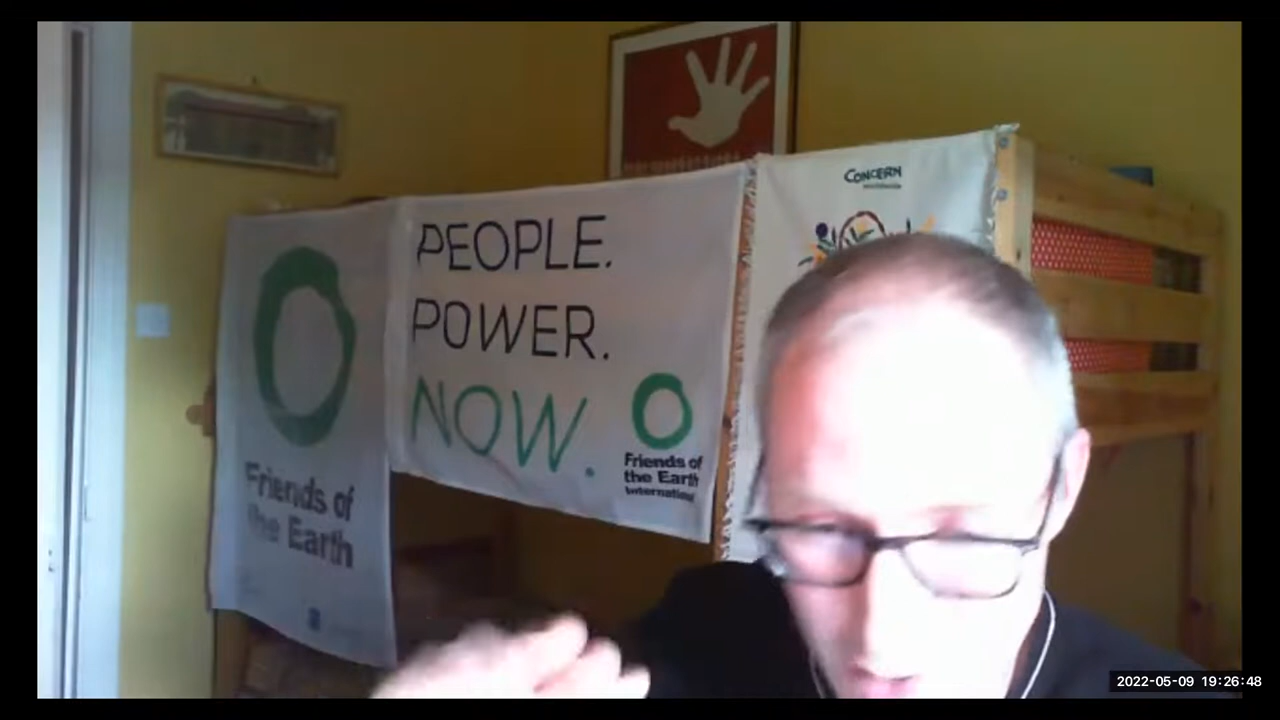 CONCERN
worldwide
PEOPLE.
POWER.
NOW.
Friends of
the Earth
International
Friends of
the Earth
2022-05-09 19:26:48